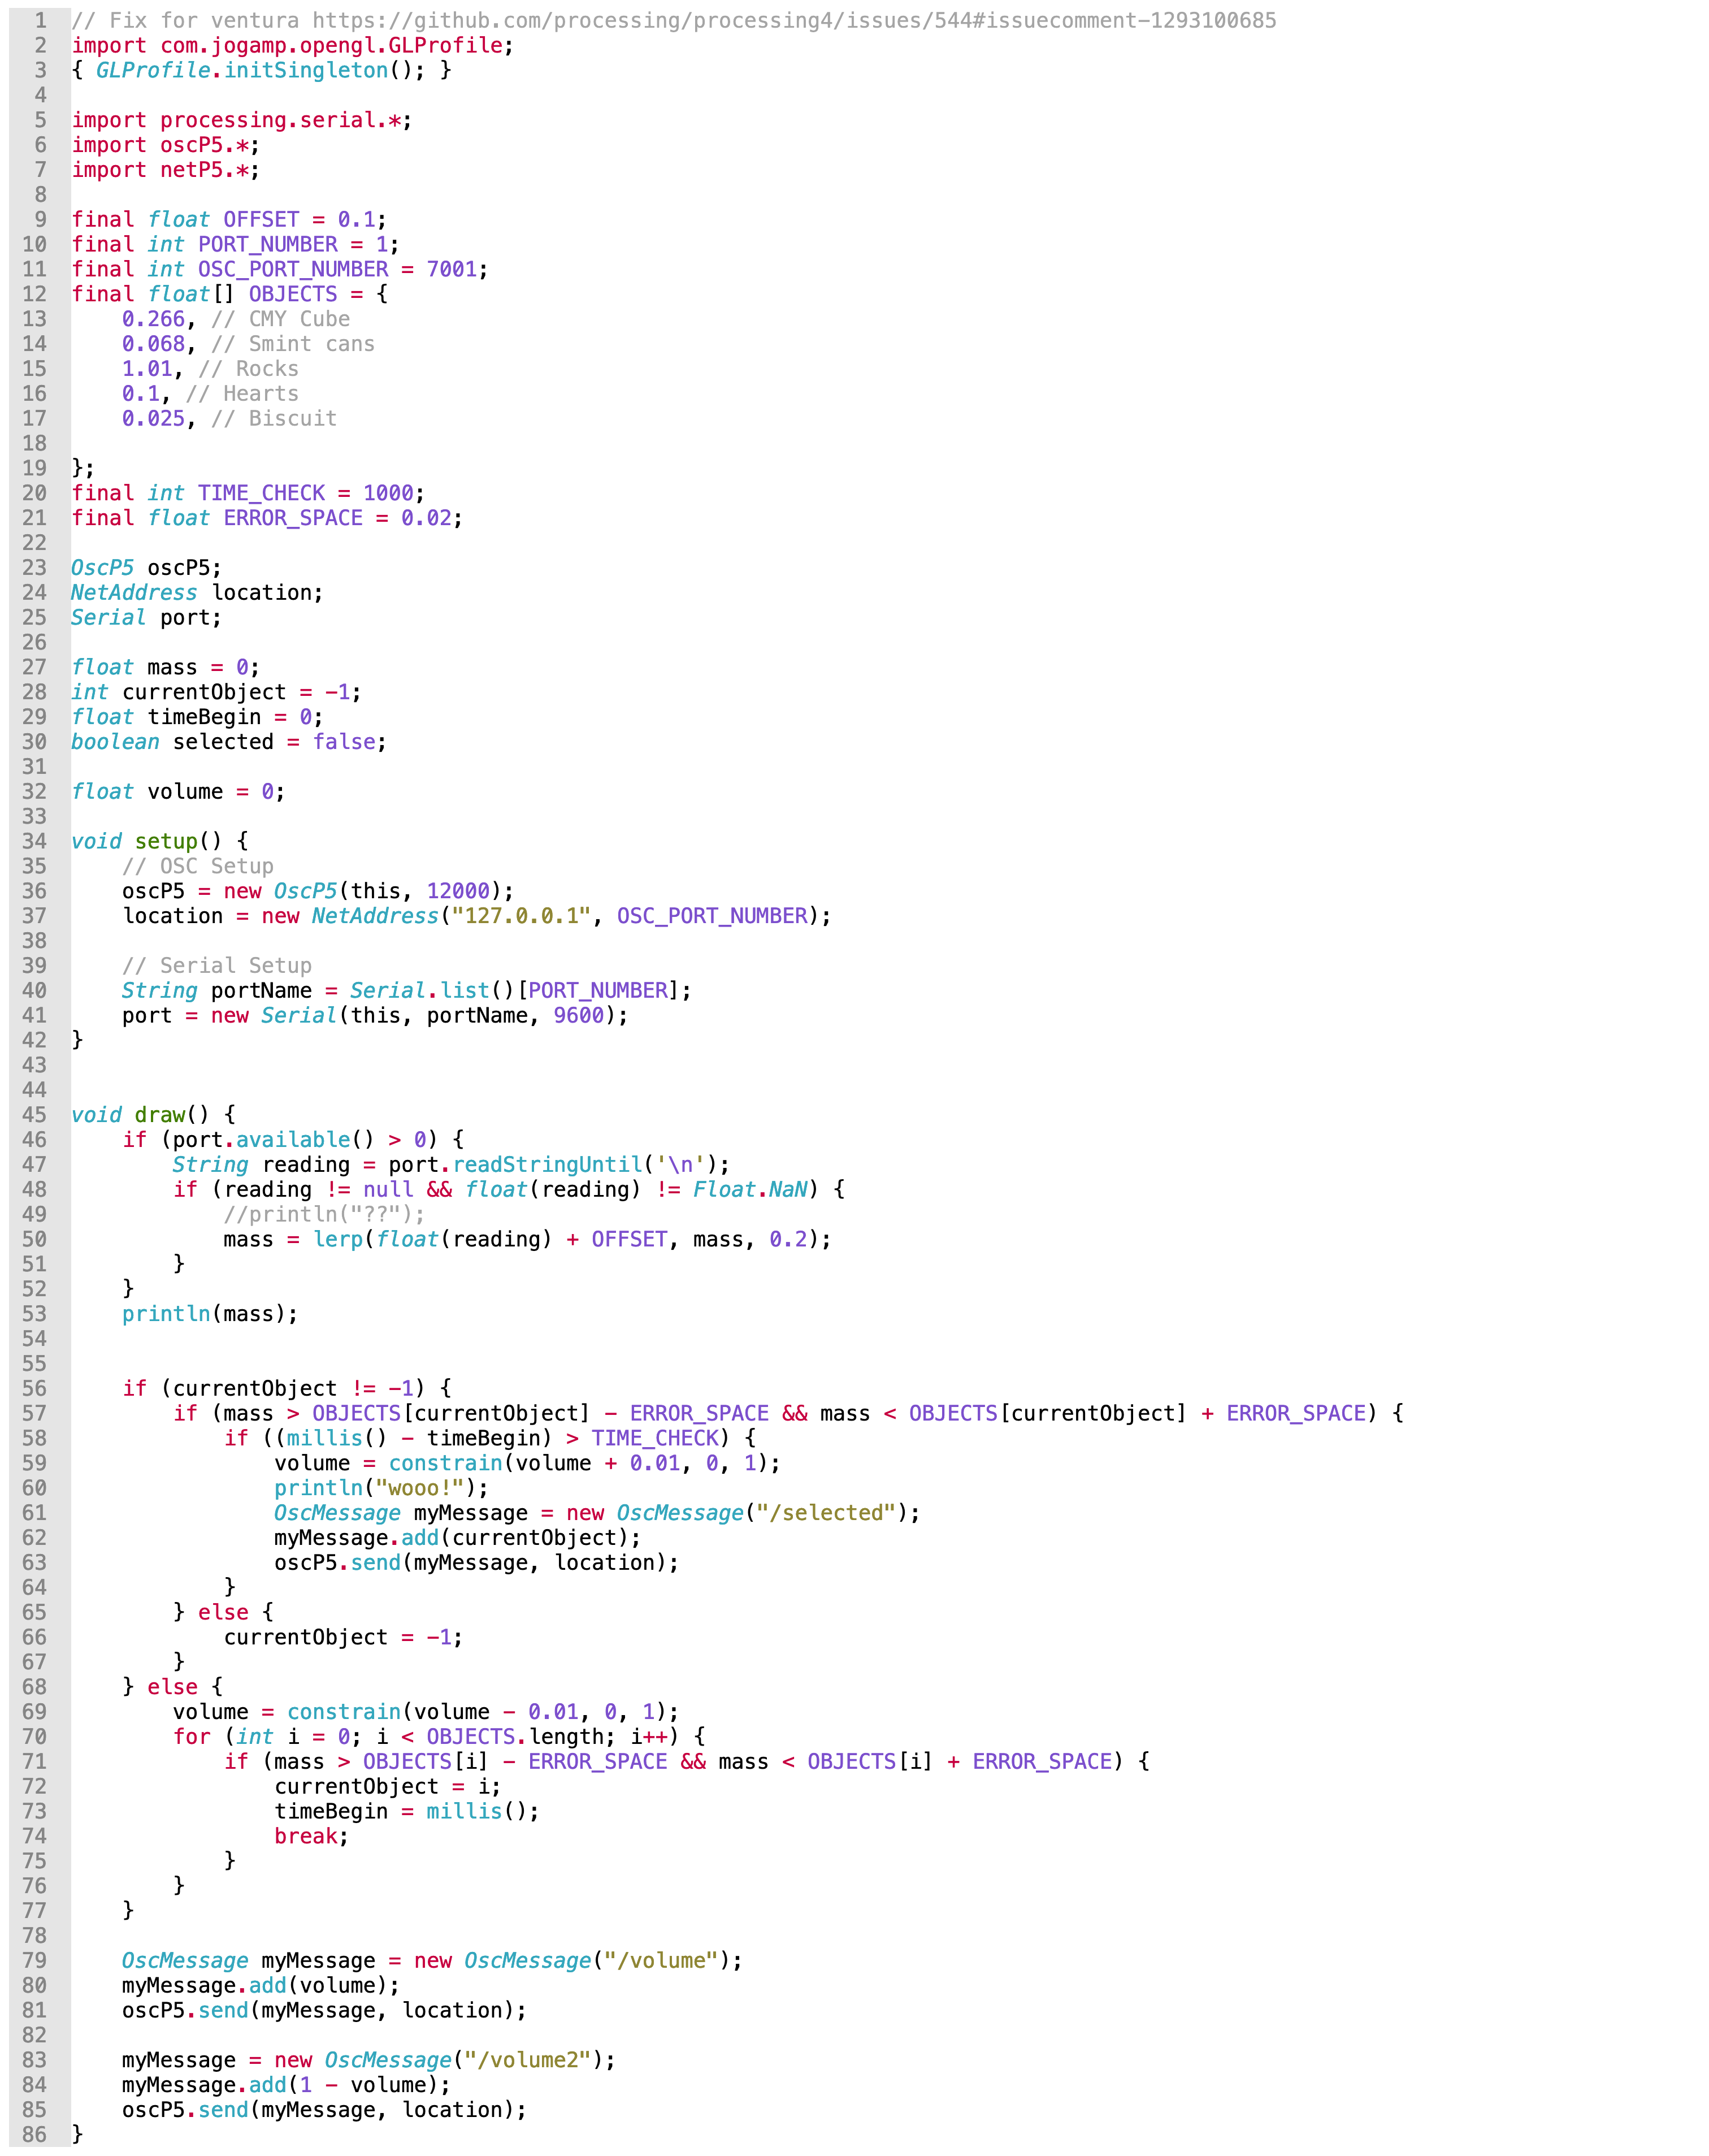 1 // Fix for ventura https://github.com/processing/processing4/issues/544#issuecomment-1293100685
2 import com.jogamp.opengl.GLProfile;
3 { GLProfile.initSingleton(); }
4
5 import processing.serial.*;
6 import oscP5.*;
7 import netP5.*;
8
9 final float OFFSET = 0.1;
10 final int PORT_NUMBER = 1;
11 final int OSC_PORT_NUMBER = 7001;
12 final float[] OBJECTS = {
13     0.266, // CMY Cube
14     0.068, // Smint cans
15     1.01, // Rocks
16     0.1, // Hearts
17     0.025, // Biscuit
18
19 };
20 final int TIME_CHECK = 1000;
21 final float ERROR_SPACE = 0.02;
22
23 OscP5 oscP5;
24 NetAddress location;
25 Serial port;
26
27 float mass = 0;
28 int currentObject = -1;
29 float timeBegin = 0;
30 boolean selected = false;
31
32 float volume = 0;
33
34 void setup() {
35     // OSC Setup
36     oscP5 = new OscP5(this, 12000);
37     location = new NetAddress("127.0.0.1", OSC_PORT_NUMBER);
38
39     // Serial Setup
40     String portName = Serial.list()[PORT_NUMBER];
41     port = new Serial(this, portName, 9600);
42 }
43
44
45 void draw() {
46     if (port.available() > 0) {
47         String reading = port.readStringUntil('\n');
48         if (reading != null && float(reading) != Float.NaN) {
49             //println("??");
50             mass = lerp(float(reading) + OFFSET, mass, 0.2);
51         }
52     }
53     println(mass);
54
55
56     if (currentObject != -1) {
57         if (mass > OBJECTS[currentObject] - ERROR_SPACE && mass < OBJECTS[currentObject] + ERROR_SPACE) {
58             if ((millis() - timeBegin) > TIME_CHECK) {
59                 volume = constrain(volume + 0.01, 0, 1);
60                 println("wooo!");
61                 OscMessage myMessage = new OscMessage("/selected");
62                 myMessage.add(currentObject);
63                 oscP5.send(myMessage, location);
64             }
65         } else {
66             currentObject = -1;
67         }
68     } else {
69         volume = constrain(volume - 0.01, 0, 1);
70         for (int i = 0; i < OBJECTS.length; i++) {
71             if (mass > OBJECTS[i] - ERROR_SPACE && mass < OBJECTS[i] + ERROR_SPACE) {
72                 currentObject = i;
73                 timeBegin = millis();
74                 break;
75             }
76         }
77     }
78
79     OscMessage myMessage = new OscMessage("/volume");
80     myMessage.add(volume);
81     oscP5.send(myMessage, location);
82
83     myMessage = new OscMessage("/volume2");
84     myMessage.add(1 - volume);
85     oscP5.send(myMessage, location);
86 }